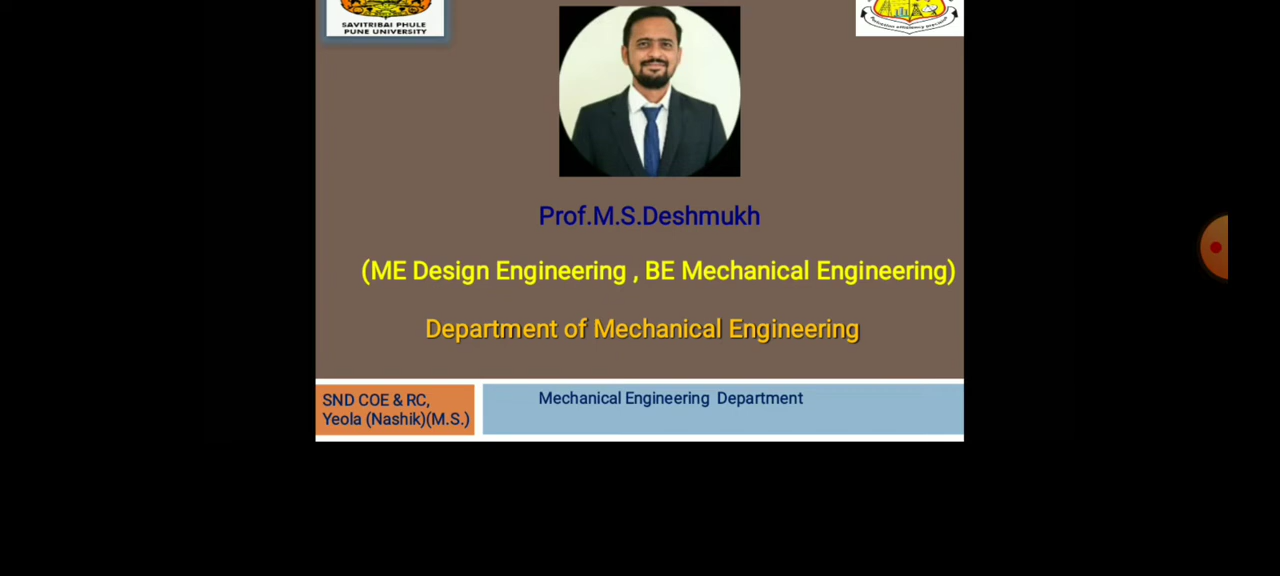 SAVITRIBAI PHULE
PUNE UNIVERSITY
Prof.M.S.Deshmukh
(ME Design Engineering , BE Mechanical Engineering)
Department of Mechanical Engineering
SND COE & RC,
Yeola (Nashik)(M.S.)
Mechanical Engineering Department